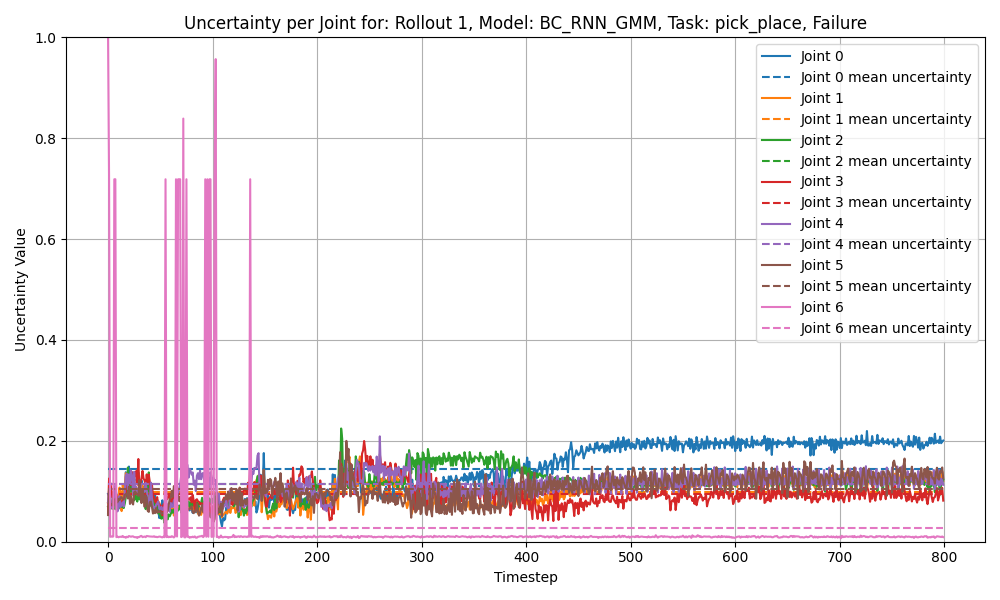 Uncertainty per Joint for: Rollout 1, Model: BC_RNN_GMM, Task: pick_place, Failure
Uncertainty Value
1.0
0.8
0.6
0.4
0.2
0.0
Joint 0
Joint 0 mean uncertainty
Joint 1
Joint 1 mean uncertainty
Joint 2
Joint 2 mean uncertainty
Joint 3
Joint 3 mean uncertainty
Joint 4
Joint 4 mean uncertainty
Joint 5
Joint 5 mean uncertainty
Joint 6
Joint 6 mean uncertainty
0 100 200 300 400 500 600 700 800
Timestep